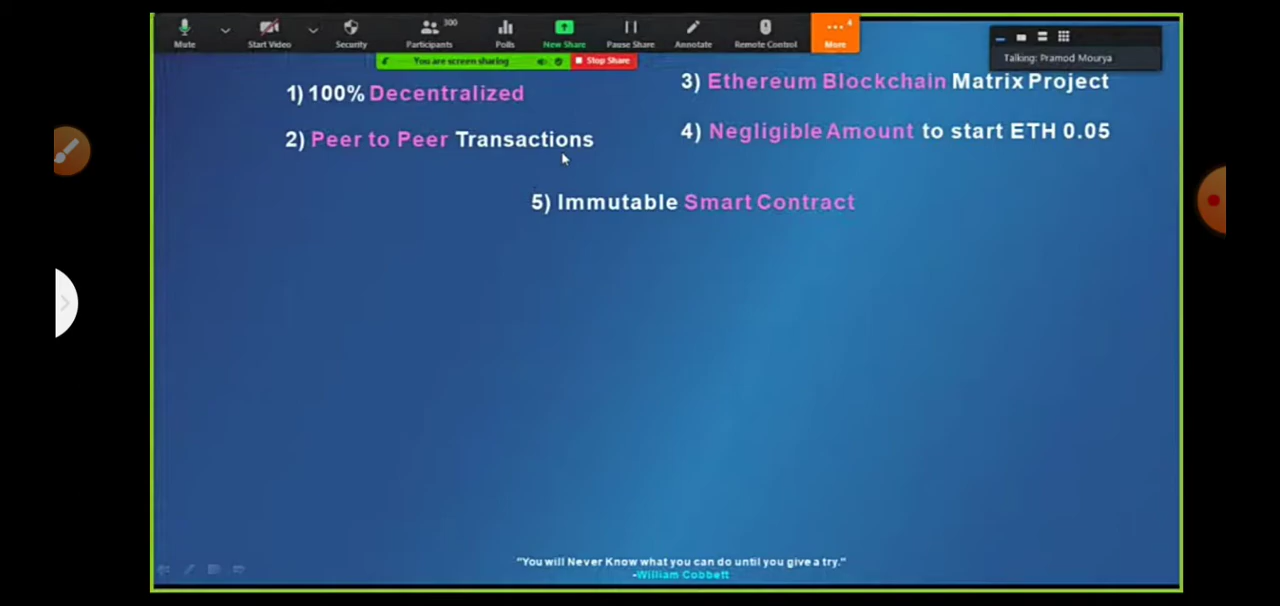 300
4
Mute
Start Video
Security
Participants
Polls
New Share
Pause Share
Annotate
Remote Control
More
You are screen sharing
Stop Share
Talking: Pramod Mourya
1) 100% Decentralized
2) Peer to Peer Transactions
3) Ethereum Blockchain Matrix Project
4) Negligible Amount to start ETH 0.05
5) Immutable Smart Contract
"You will Never Know what you can do until you give a try."
-William Cobbett